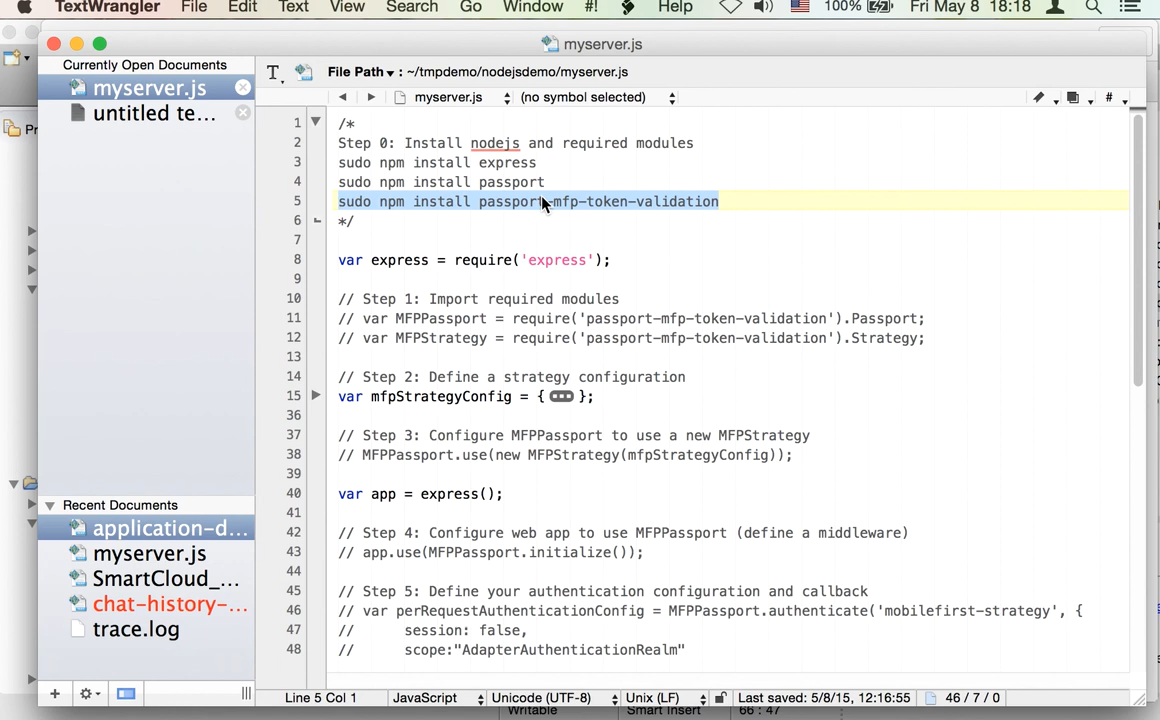 TextWrangler File Edit Text View Search Go Window #! Help 100% Fri May 8 18:18
myserver.js
Currently Open Documents
myserver.js
untitled te...
Recent Documents
application-d...
myserver.js
SmartCloud_...
chat-history-...
trace.log
T File Path : ~/tmpdemo/nodejsdemo/myserver.js
myserver.js (no symbol selected) #
1 /*
2 Step 0: Install nodejs and required modules
3 sudo npm install express
4 sudo npm install passport
5 sudo npm install passport-mfp-token-validation
6 */
7
8 var express = require('express');
9
10 // Step 1: Import required modules
11 // var MFPPassport = require('passport-mfp-token-validation').Passport;
12 // var MFPStrategy = require('passport-mfp-token-validation').Strategy;
13
14 // Step 2: Define a strategy configuration
15 var mfpStrategyConfig = { ••• };
36
37 // Step 3: Configure MFPPassport to use a new MFPStrategy
38 // MFPPassport.use(new MFPStrategy(mfpStrategyConfig));
39
40 var app = express();
41
42 // Step 4: Configure web app to use MFPPassport (define a middleware)
43 // app.use(MFPPassport.initialize());
44
45 // Step 5: Define your authentication configuration and callback
46 // var perRequestAuthenticationConfig = MFPPassport.authenticate('mobilefirst-strategy', {
47 // session: false,
48 // scope:"AdapterAuthenticationRealm"
Line 5 Col 1 JavaScript Unicode (UTF-8) Unix (LF) Last saved: 5/8/15, 12:16:55 46 / 7 / 0
Writable Smart Insert 66 : 47